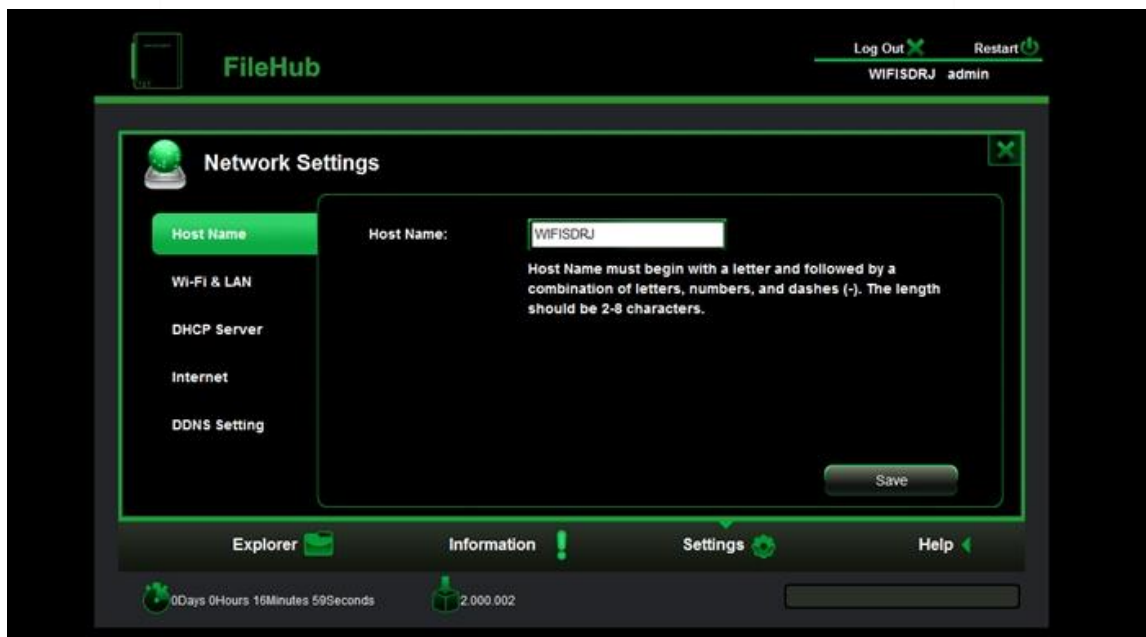 FileHub
Log Out
Restart
WIFISDRJ admin
Network Settings
Host Name
Wi-Fi & LAN
DHCP Server
Internet
DDNS Setting
Host Name:
WIFISDRJ
Host Name must begin with a letter and followed by a
combination of letters, numbers, and dashes (-). The length
should be 2-8 characters.
Save
Explorer
Information
Settings
Help
0Days 0Hours 16Minutes 59Seconds
2.000.002